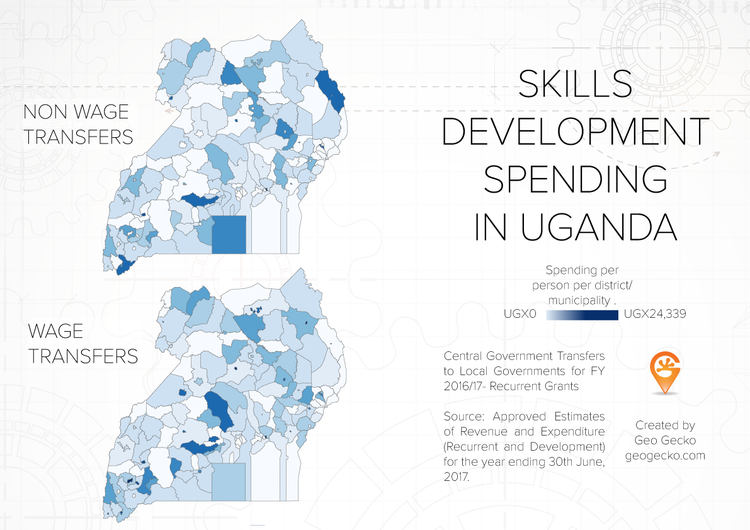 NON WAGE
TRANSFERS
SKILLS
DEVELOPMENT
SPENDING
IN UGANDA
Spending per
person per district/
municipality .
UGX0 UGX24,339
WAGE
TRANSFERS
Central Government Transfers
to Local Governments for FY
2016/17- Recurrent Grants
Source: Approved Estimates
of Revenue and Expenditure
(Recurrent and Development)
for the year ending 30th June,
2017.
Created by
Geo Gecko
geogecko.com